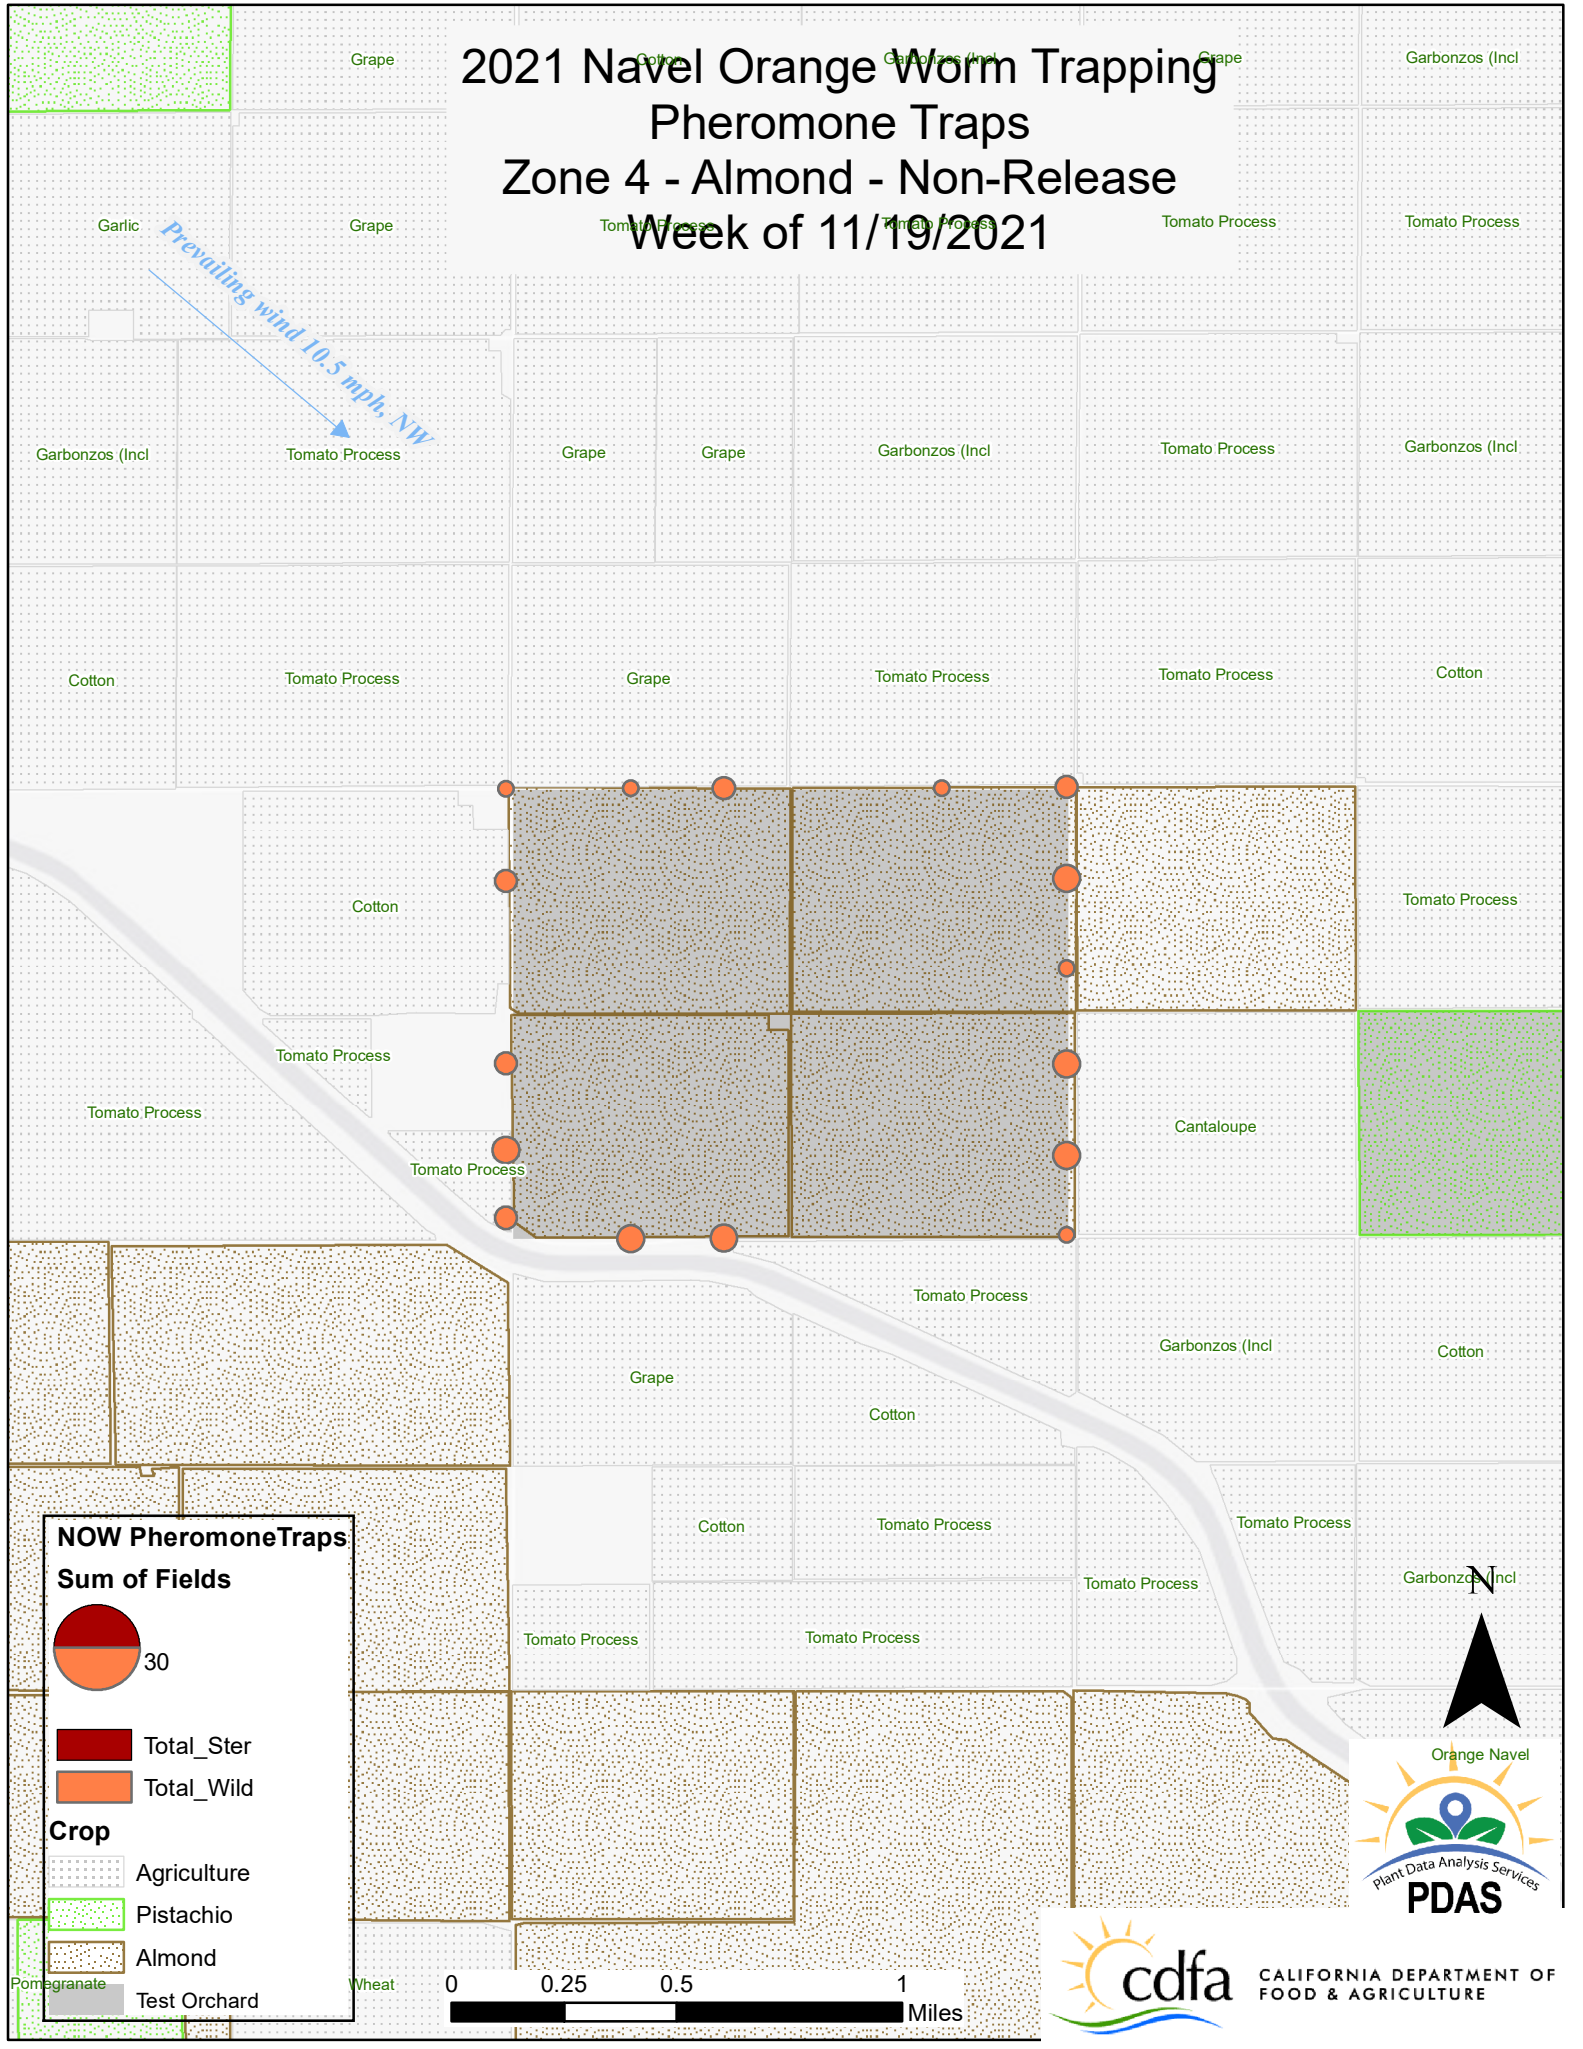 Grape
Cotton
Garbonzos (Incl
Grape
Garbonzos (Incl
2021 Navel Orange Worm Trapping
Pheromone Traps
Zone 4 - Almond - Non-Release
Week of 11/19/2021
Garlic
Grape
Tomato Process
Tomato Process
Tomato Process
Tomato Process
Prevailing wind 10.5 mph, NW
Garbonzos (Incl
Tomato Process
Grape
Grape
Garbonzos (Incl
Tomato Process
Garbonzos (Incl
Cotton
Tomato Process
Grape
Tomato Process
Tomato Process
Cotton
Cotton
Tomato Process
Tomato Process
Tomato Process
Cantaloupe
Tomato Process
Tomato Process
Garbonzos (Incl
Cotton
Grape
Cotton
Cotton
Tomato Process
Tomato Process
Tomato Process
Garbonzos (Incl
Tomato Process
Tomato Process
N
NOW PheromoneTraps
Sum of Fields
30
Total_Ster
Total_Wild
Crop
Agriculture
Pistachio
Almond
Test Orchard
Pomegranate
Wheat
0 0.25 0.5 1
Miles
Orange Navel
Plant Data Analysis Services
PDAS
cdfa
CALIFORNIA DEPARTMENT OF
FOOD & AGRICULTURE